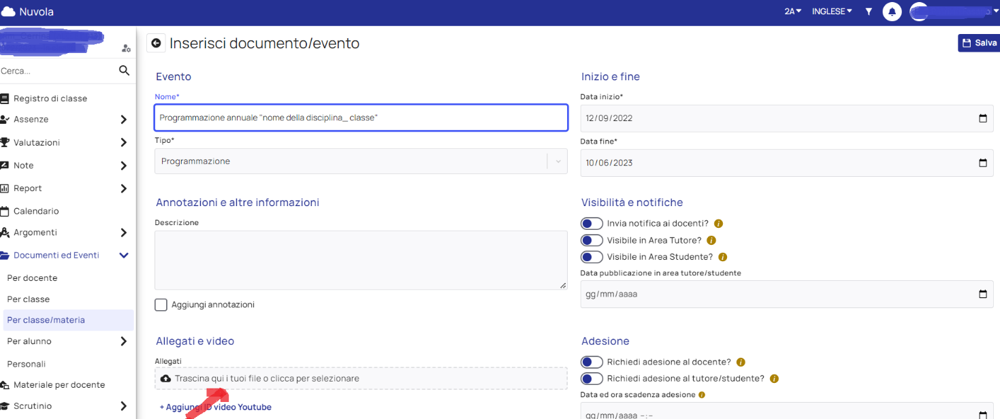 Nuvola
2A INGLESE
Cerca...
Registro di classe
Assenze
Valutazioni
Note
Report
Calendario
Argomenti
Documenti ed Eventi
Per docente
Per classe
Per classe/materia
Per alunno
Personali
Materiale per docente
Scrutinio
Inserisci documento/evento
Salva
Evento
Nome*
Programmazione annuale "nome della disciplina_ classe"
Tipo*
Programmazione
Annotazioni e altre informazioni
Descrizione
Aggiungi annotazioni
Allegati e video
Allegati
Trascina qui i tuoi file o clicca per selezionare
+ Aggiungi ID video Youtube
Inizio e fine
Data inizio*
12/09/2022
Data fine*
10/06/2023
Visibilità e notifiche
Invia notifica ai docenti? i
Visibile in Area Tutore? i
Visibile in Area Studente? i
Data pubblicazione in area tutore/studente
gg/mm/aaaa
Adesione
Richiedi adesione al docente? i
Richiedi adesione al tutore/studente? i
Data ed ora scadenza adesione i
gg/mm/aaaa --:--